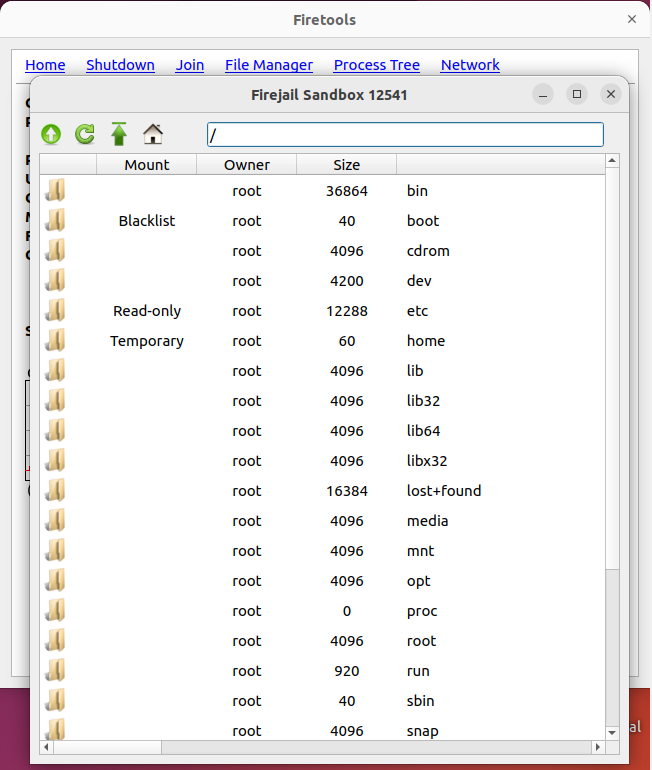 Firetools
Home Shutdown Join File Manager Process Tree Network
Firejail Sandbox 12541
/
Mount Owner Size
root 36864 bin
Blacklist root 40 boot
root 4096 cdrom
root 4200 dev
Read-only root 12288 etc
Temporary root 60 home
root 4096 lib
root 4096 lib32
root 4096 lib64
root 4096 libx32
root 16384 lost+found
root 4096 media
root 4096 mnt
root 4096 opt
root 0 proc
root 4096 root
root 920 run
root 40 sbin
root 4096 snap
al